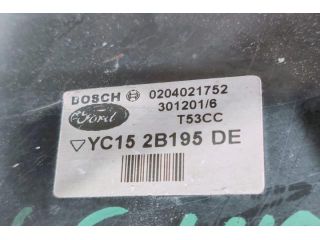 BOSCH 0204021752
301201/6
Ford T53CC
YC15 2B195 DE